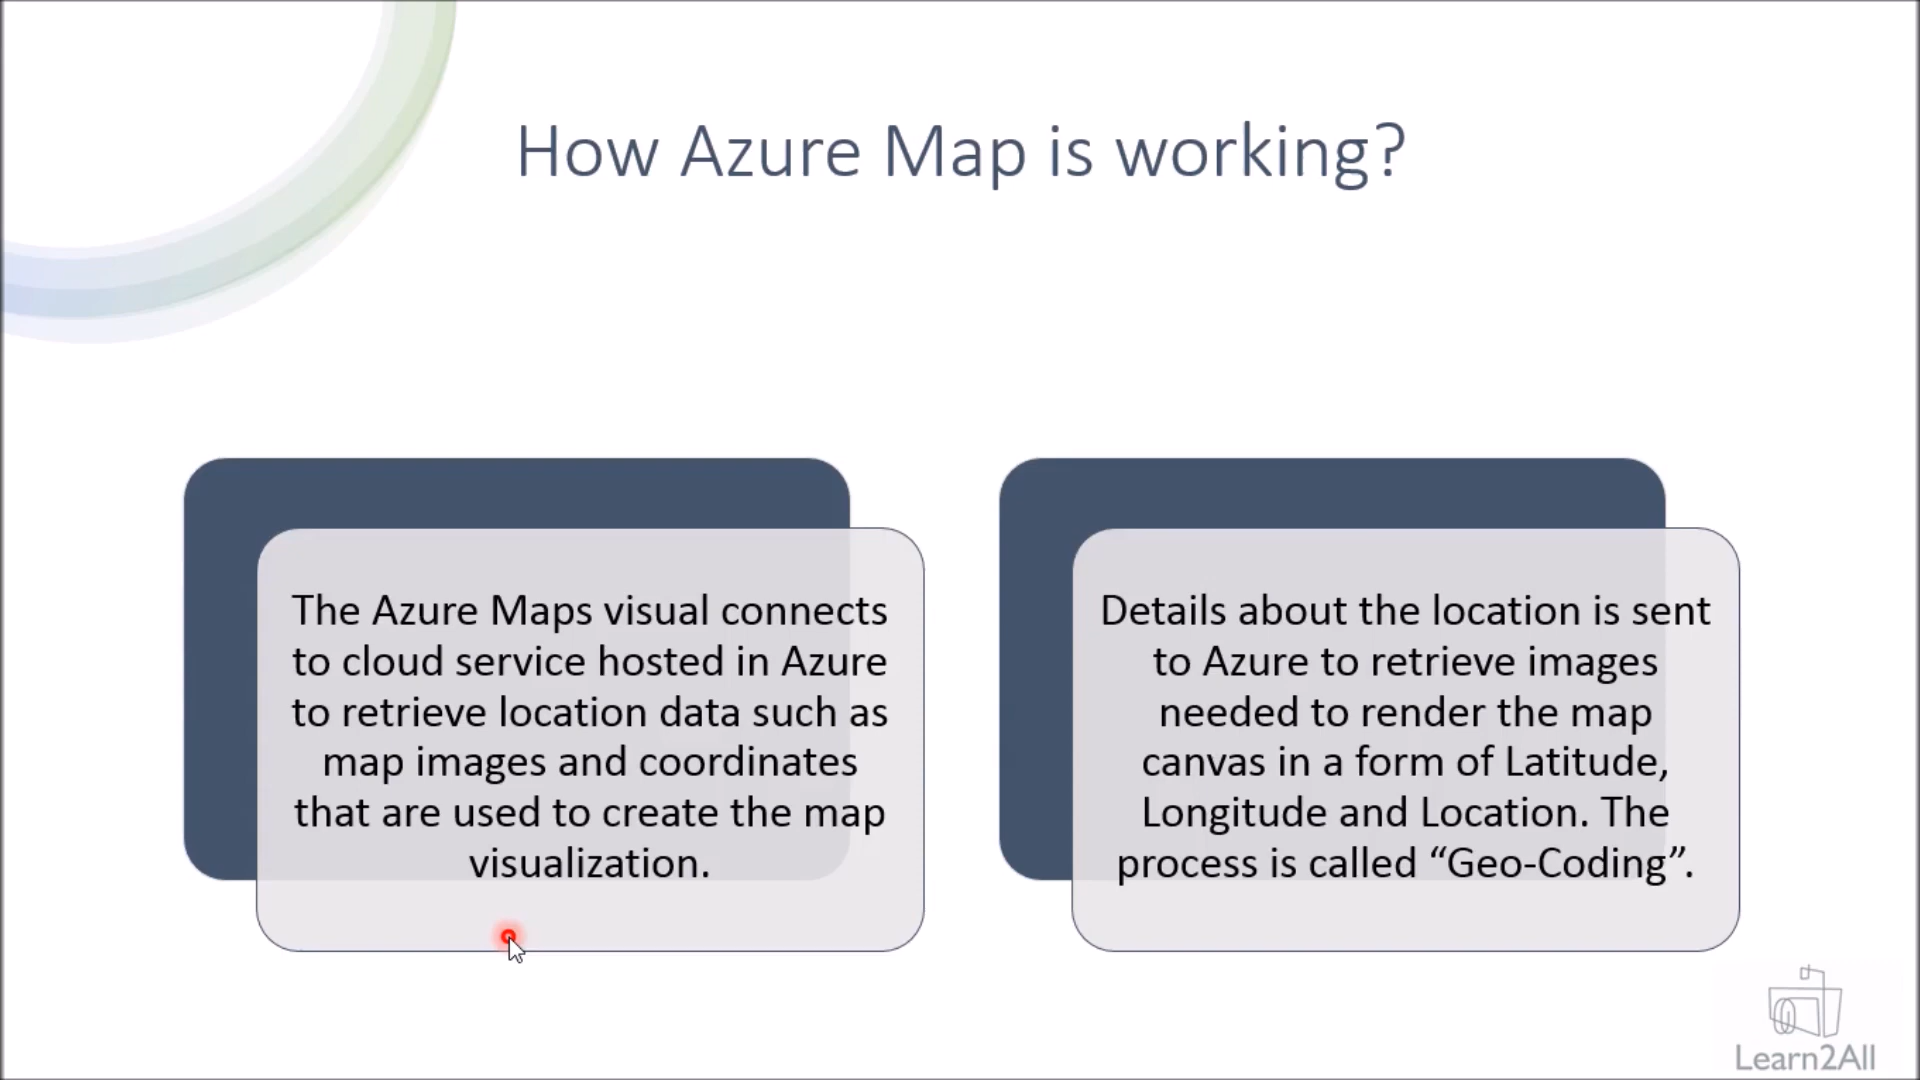 How Azure Map is working?
The Azure Maps visual connects
to cloud service hosted in Azure
to retrieve location data such as
map images and coordinates
that are used to create the map
visualization.
Details about the location is sent
to Azure to retrieve images
needed to render the map
canvas in a form of Latitude,
Longitude and Location. The
process is called “Geo-Coding”.
Learn2All